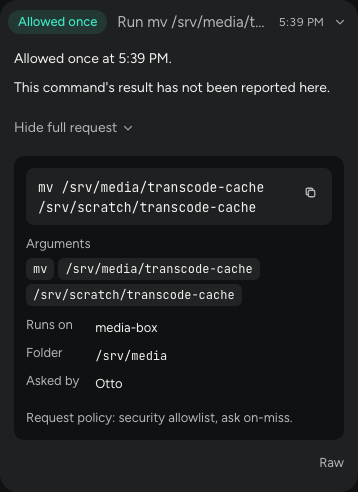 Allowed once Run mv /srv/media/t... 5:39 PM
Allowed once at 5:39 PM.
This command's result has not been reported here.
Hide full request
mv /srv/media/transcode-cache
/srv/scratch/transcode-cache
Arguments
mv /srv/media/transcode-cache
/srv/scratch/transcode-cache
Runs on media-box
Folder /srv/media
Asked by Otto
Request policy: security allowlist, ask on-miss.
Raw